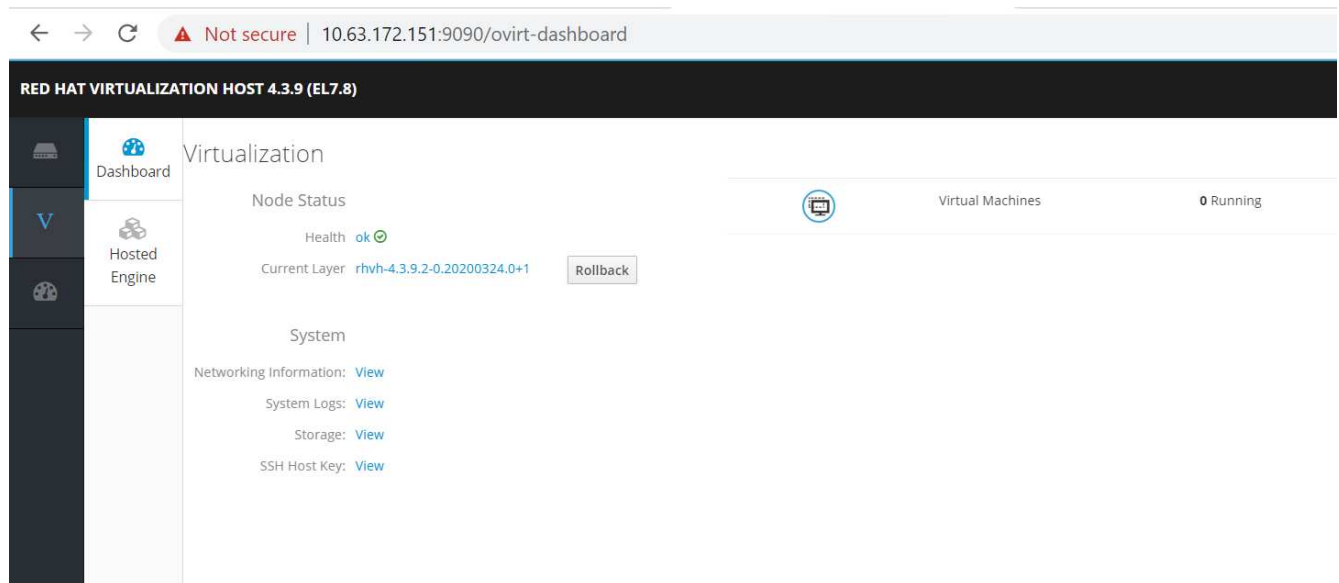 Not secure | 10.63.172.151:9090/ovirt-dashboard
RED HAT VIRTUALIZATION HOST 4.3.9 (EL7.8)
V
Dashboard
Hosted
Engine
Virtualization
Node Status
Health ok
Current Layer rhvh-4.3.9.2-0.20200324.0+1 Rollback
System
Networking Information: View
System Logs: View
Storage: View
SSH Host Key: View
Virtual Machines 0 Running